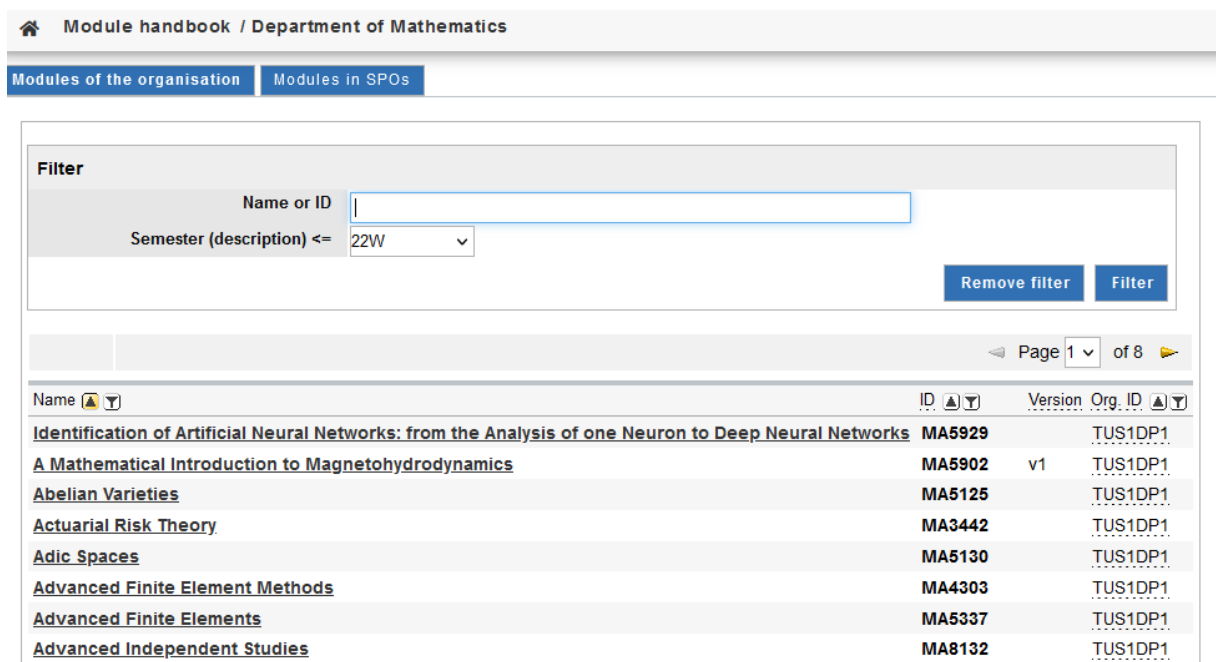 Module handbook / Department of Mathematics
Modules of the organisation Modules in SPOs
Filter
Name or ID
Semester (description) <= 22W
Remove filter Filter
Page 1 of 8
Name ID Version Org. ID
Identification of Artificial Neural Networks: from the Analysis of one Neuron to Deep Neural Networks MA5929 TUS1DP1
A Mathematical Introduction to Magnetohydrodynamics MA5902 v1 TUS1DP1
Abelian Varieties MA5125 TUS1DP1
Actuarial Risk Theory MA3442 TUS1DP1
Adic Spaces MA5130 TUS1DP1
Advanced Finite Element Methods MA4303 TUS1DP1
Advanced Finite Elements MA5337 TUS1DP1
Advanced Independent Studies MA8132 TUS1DP1